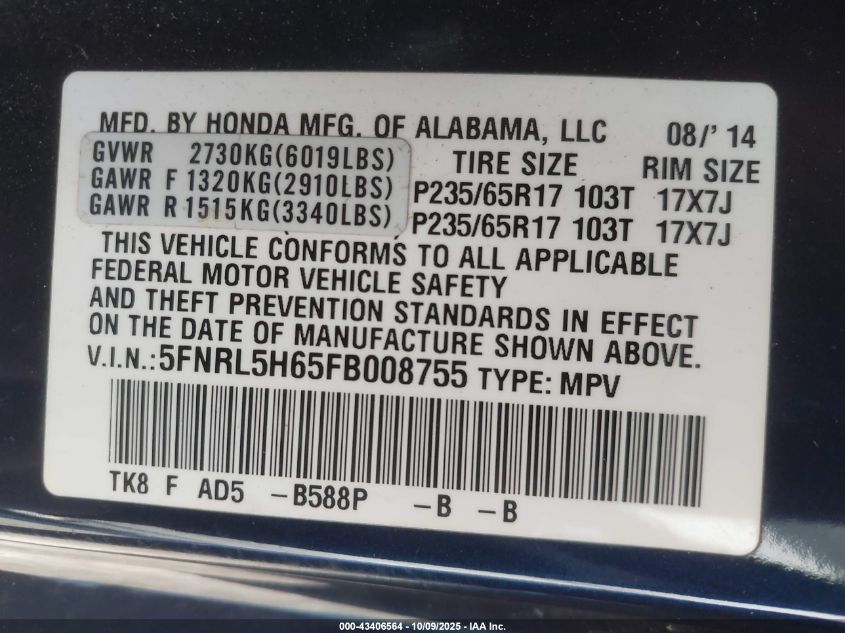 MFD. BY HONDA MFG. OF ALABAMA, LLC 08/' 14
GVWR 2730KG(6019LBS) TIRE SIZE RIM SIZE
GAWR F 1320KG(2910LBS) P235/65R17 103T 17X7J
GAWR R 1515KG(3340LBS) P235/65R17 103T 17X7J
THIS VEHICLE CONFORMS TO ALL APPLICABLE
FEDERAL MOTOR VEHICLE SAFETY
AND THEFT PREVENTION STANDARDS IN EFFECT
ON THE DATE OF MANUFACTURE SHOWN ABOVE.
V.I.N.: 5FNRL5H65FB008755 TYPE: MPV
TK8 F AD5 -B588P -B -B
000-43406564 - 10/09/2025 - IAA Inc.